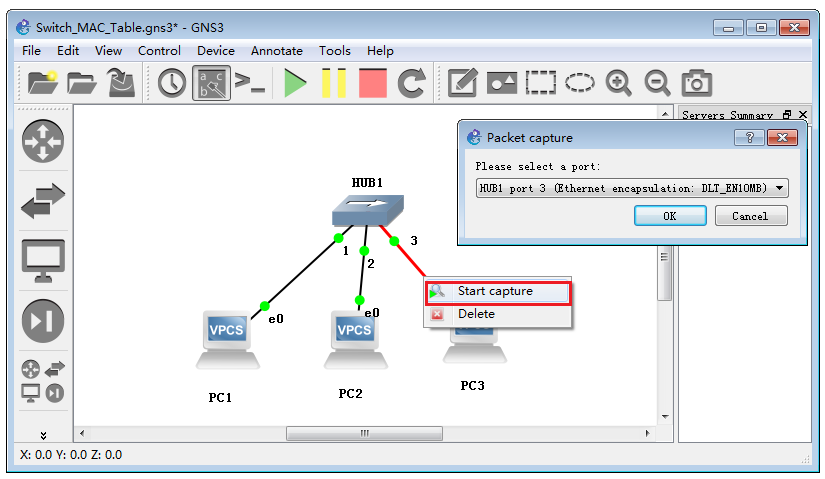 Switch_MAC_Table.gns3* - GNS3
File Edit View Control Device Annotate Tools Help
a c
b
>_
Servers Summary
Packet capture
Please select a port:
HUB1 port 3 (Ethernet encapsulation: DLT_EN10MB)
OK Cancel
HUB1
1
2
3
Start capture
Delete
e0
e0
VPCS
VPCS
VPCS
PC1
PC2
PC3
X: 0.0 Y: 0.0 Z: 0.0